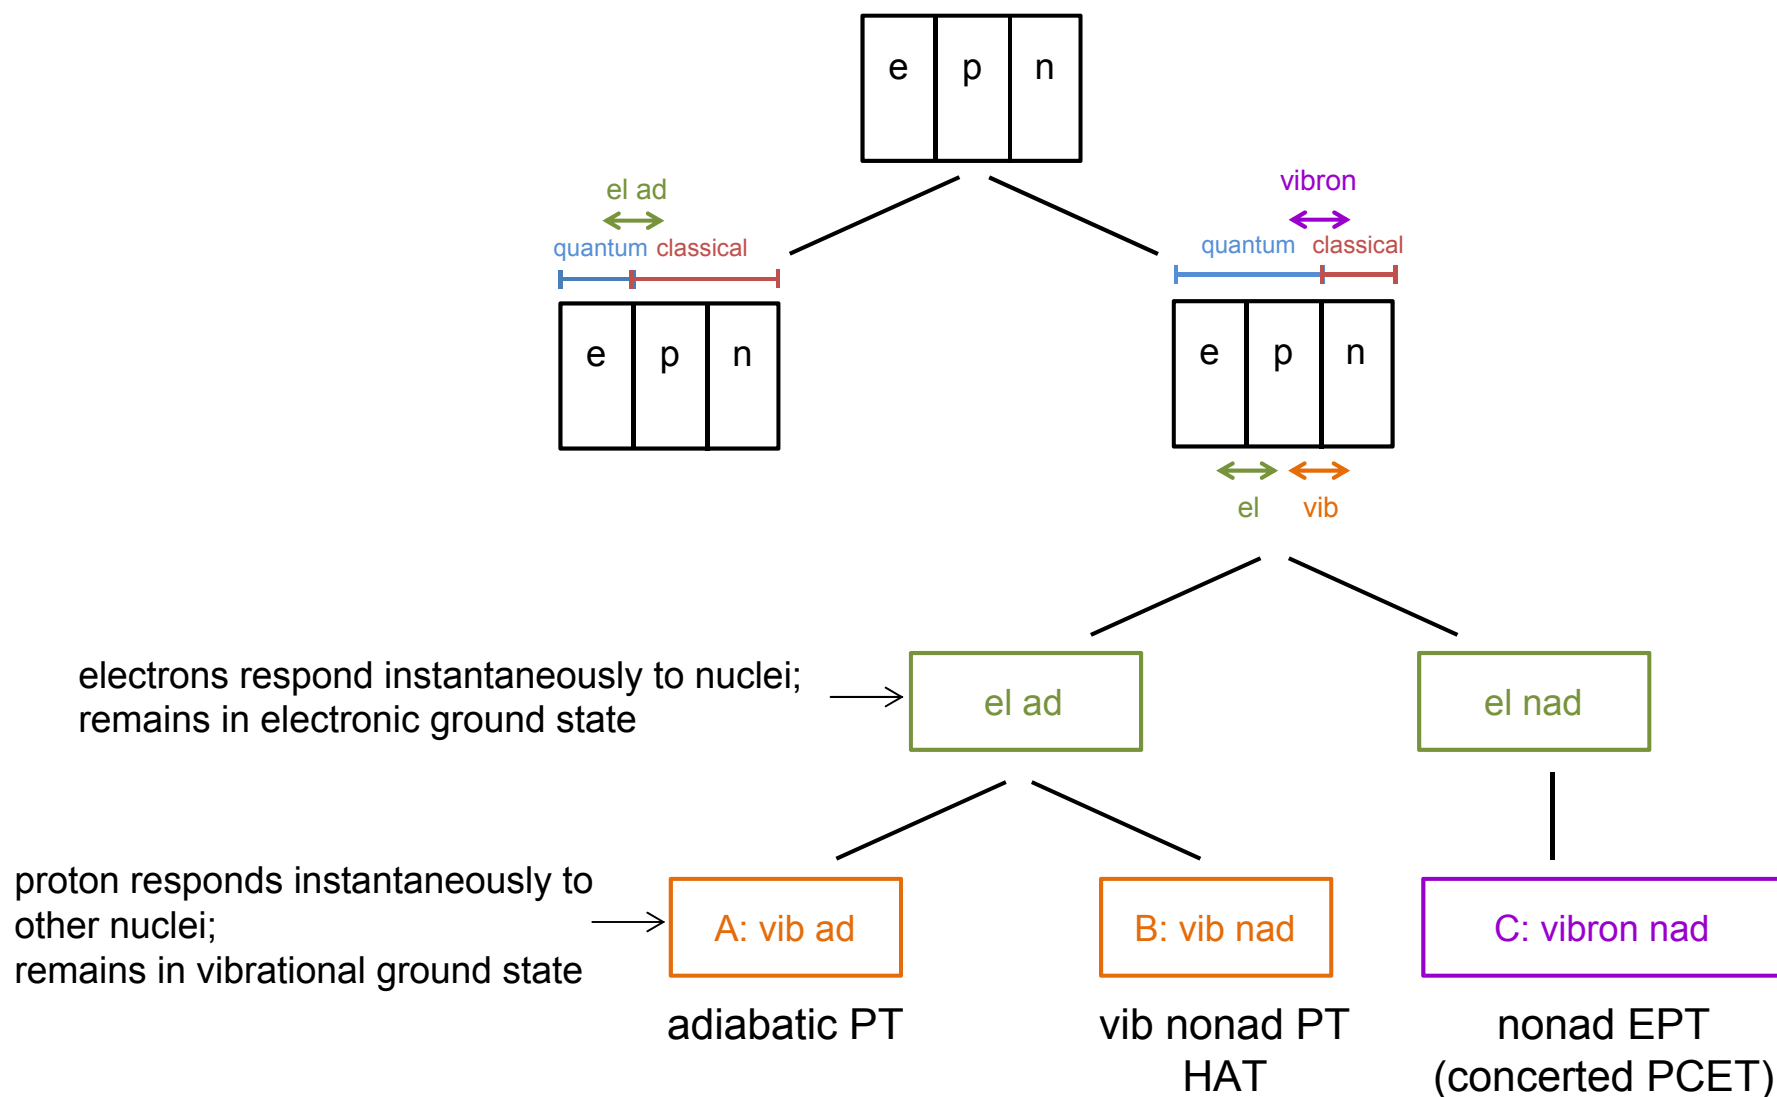 e p n
el ad
quantum classical
e p n
vibron
quantum classical
e p n
el vib
electrons respond instantaneously to nuclei;
remains in electronic ground state
el ad
el nad
proton responds instantaneously to
other nuclei;
remains in vibrational ground state
A: vib ad
B: vib nad
C: vibron nad
adiabatic PT
vib nonad PT
HAT
nonad EPT
(concerted PCET)